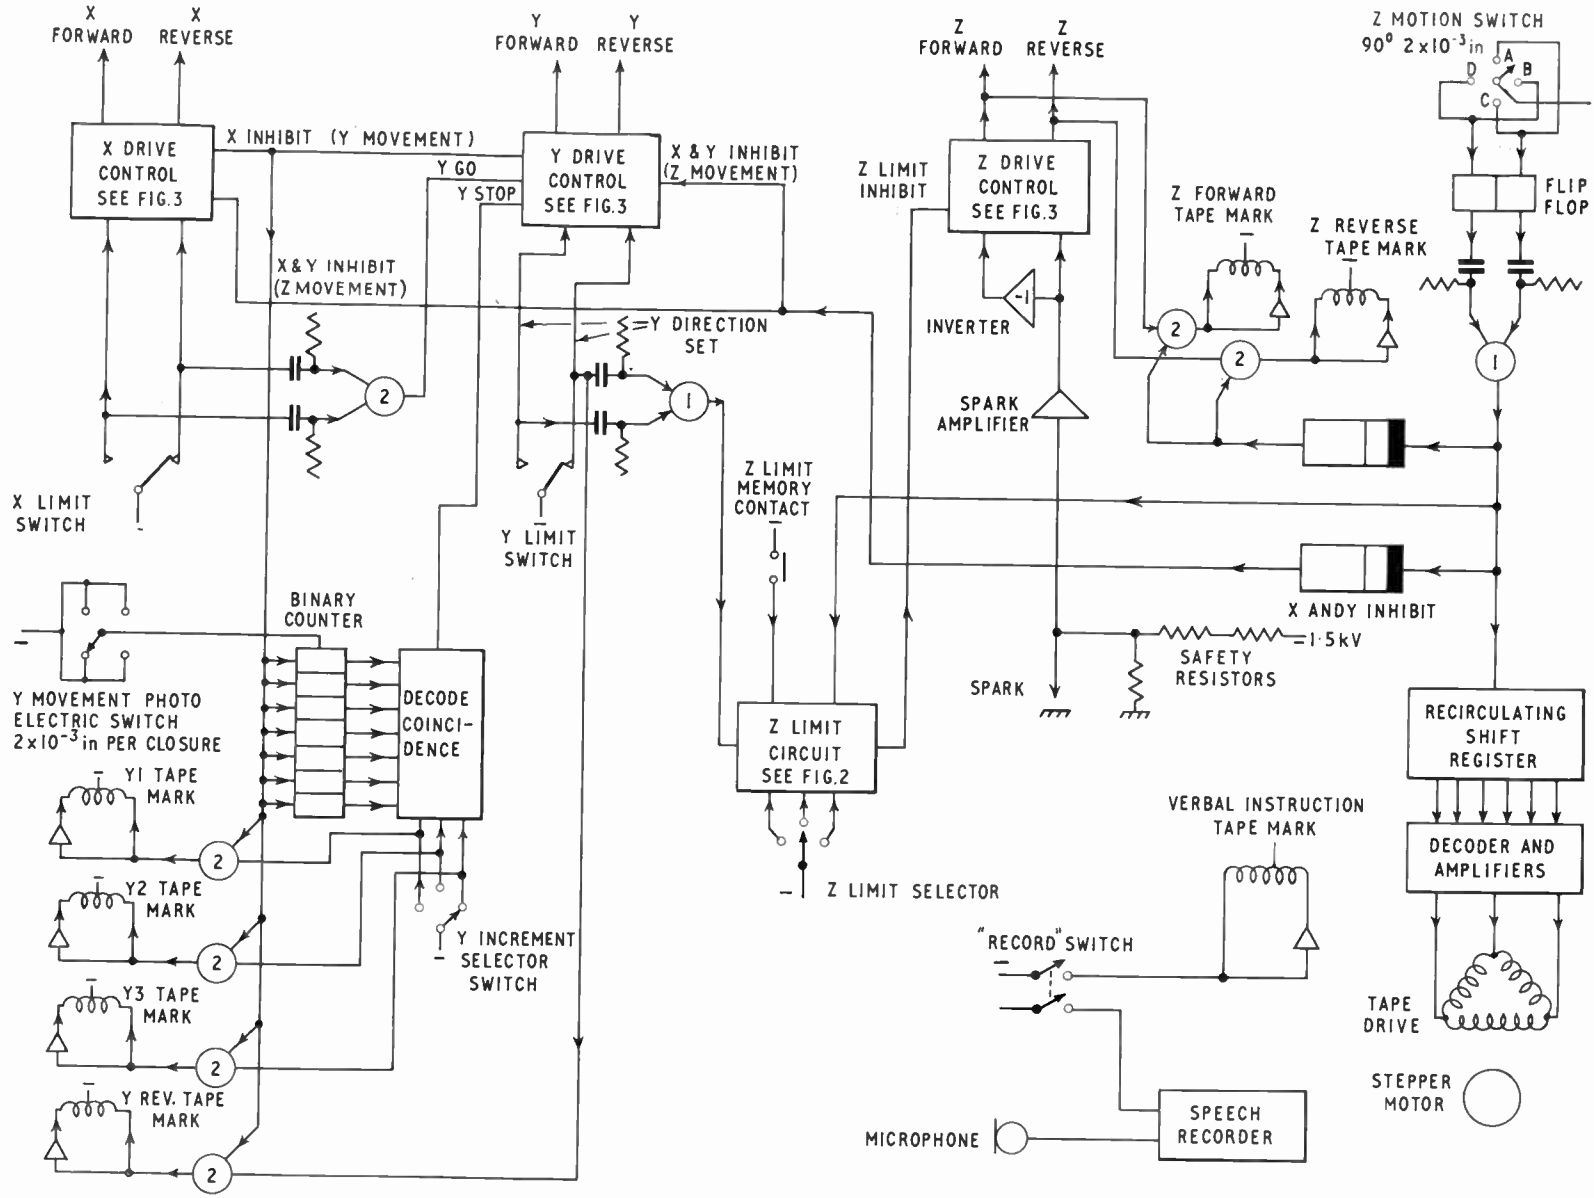 X
FORWARD
X
REVERSE
Y
FORWARD
Y
REVERSE
Z
FORWARD
Z
REVERSE
Z MOTION SWITCH
90° 2x10⁻³in
A
B
C
D
X DRIVE
CONTROL
SEE FIG.3
X INHIBIT (Y MOVEMENT)
Y GO
Y STOP
Y DRIVE
CONTROL
SEE FIG.3
X & Y INHIBIT
(Z MOVEMENT)
Z LIMIT
INHIBIT
Z DRIVE
CONTROL
SEE FIG.3
Z FORWARD
TAPE MARK
Z REVERSE
TAPE MARK
FLIP
FLOP
X & Y INHIBIT
(Z MOVEMENT)
Y DIRECTION
SET
-1
INVERTER
2
2
1
2
1
SPARK
AMPLIFIER
X LIMIT
SWITCH
Y LIMIT
SWITCH
Z LIMIT
MEMORY
CONTACT
X ANDY INHIBIT
BINARY
COUNTER
DECODE
COINCI-
DENCE
Y MOVEMENT PHOTO
ELECTRIC SWITCH
2x10⁻³in PER CLOSURE
SPARK
SAFETY
RESISTORS
1·5kV
Z LIMIT
CIRCUIT
SEE FIG.2
RECIRCULATING
SHIFT
REGISTER
Y1 TAPE
MARK
2
Z LIMIT SELECTOR
VERBAL INSTRUCTION
TAPE MARK
DECODER AND
AMPLIFIERS
Y2 TAPE
MARK
2
Y INCREMENT
SELECTOR
SWITCH
"RECORD" SWITCH
Y3 TAPE
MARK
2
TAPE
DRIVE
Y REV. TAPE
MARK
2
STEPPER
MOTOR
MICROPHONE
SPEECH
RECORDER